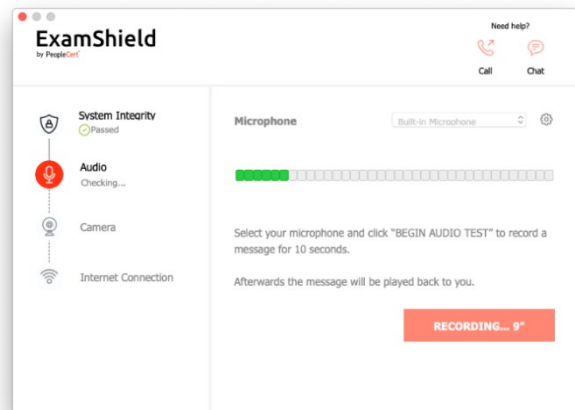 Need help?
ExamShield
by PeopleCert
Call
Chat
System Integrity
Passed
Microphone
Built-in Microphone
Audio
Checking...
Camera
Select your microphone and click "BEGIN AUDIO TEST" to record a
message for 10 seconds.
Internet Connection
Afterwards the message will be played back to you.
RECORDING... 9"